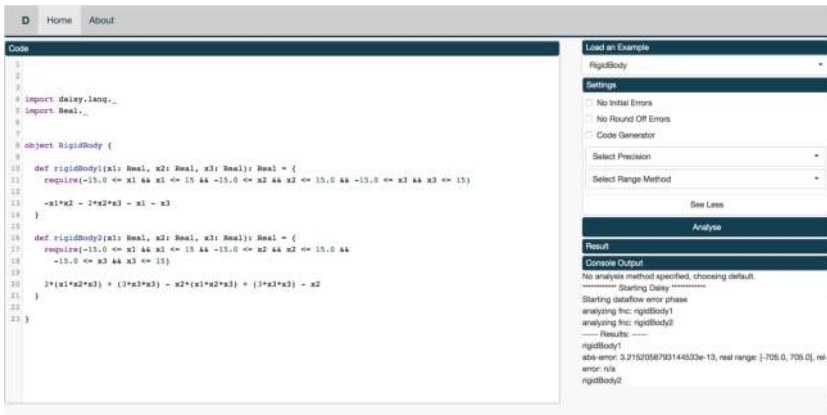 D Home About
Code
1
2
3
4 import daisy.lang._
5 import Real._
6
7
8 object RigidBody {
9
10 def rigidBody1(x1: Real, x2: Real, x3: Real): Real = {
11 require(-15.0 <= x1 && x1 <= 15 && -15.0 <= x2 && x2 <= 15.0 && -15.0 <= x3 && x3 <= 15)
12
13 -x1*x2 - 2*x2*x3 - x1 - x3
14 }
15
16 def rigidBody2(x1: Real, x2: Real, x3: Real): Real = {
17 require(-15.0 <= x1 && x1 <= 15 && -15.0 <= x2 && x2 <= 15.0 &&
18 -15.0 <= x3 && x3 <= 15)
19
20 2*(x1*x2*x3) + (3*x3*x3) - x2*(x1*x2*x3) + (3*x3*x3) - x2
21 }
22
23 }
Load an Example
RigidBody
Settings
No Initial Errors
No Round Off Errors
Code Generator
Select Precision
Select Range Method
See Less
Analyse
Result
Console Output
No analysis method specified, choosing default.
************ Starting Daisy ************
Starting dataflow error phase
analyzing fnc: rigidBody1
analyzing fnc: rigidBody2
------ Results: ------
rigidBody1
abs-error: 3.2152058793144533e-13, real range: [-705.0, 705.0], rel-
error: n/a
rigidBody2